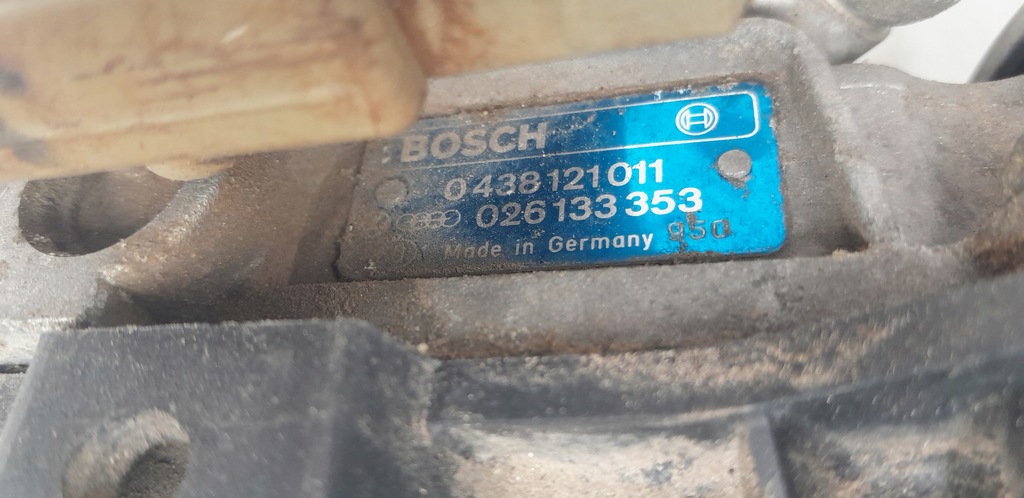 BOSCH
0 438 121 011
026 133 353
Made in Germany